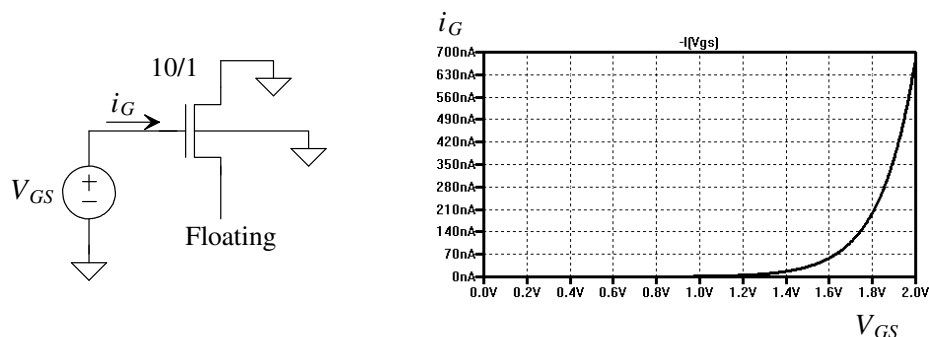 10/1
i_G
V_GS
+
−
Floating
i_G
-I(Vgs)
700nA
630nA
560nA
490nA
420nA
350nA
280nA
210nA
140nA
70nA
0nA
0.0V 0.2V 0.4V 0.6V 0.8V 1.0V 1.2V 1.4V 1.6V 1.8V 2.0V
V_GS